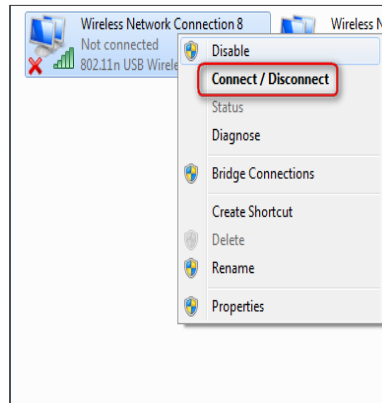 Wireless Network Connection 8
Not connected
802.11n USB Wirele
Wireless N
Disable
Connect / Disconnect
Status
Diagnose
Bridge Connections
Create Shortcut
Delete
Rename
Properties